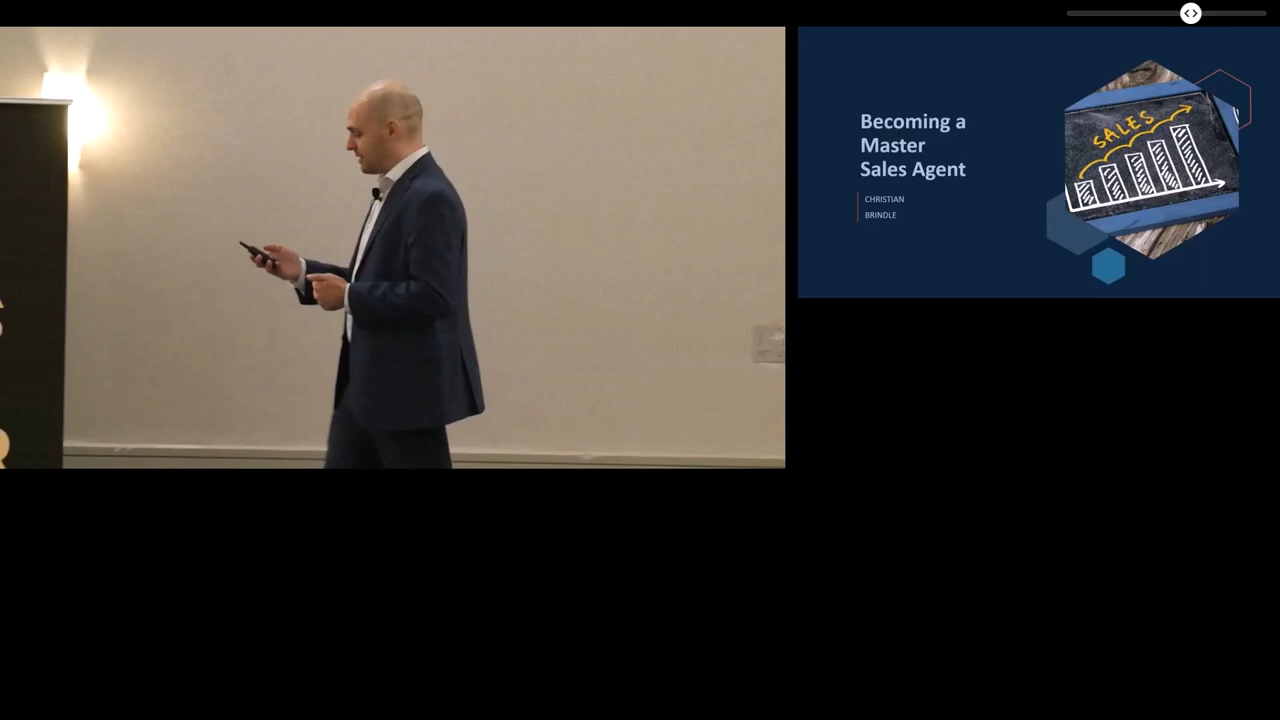 Becoming a
Master
Sales Agent
CHRISTIAN
BRINDLE
SALES